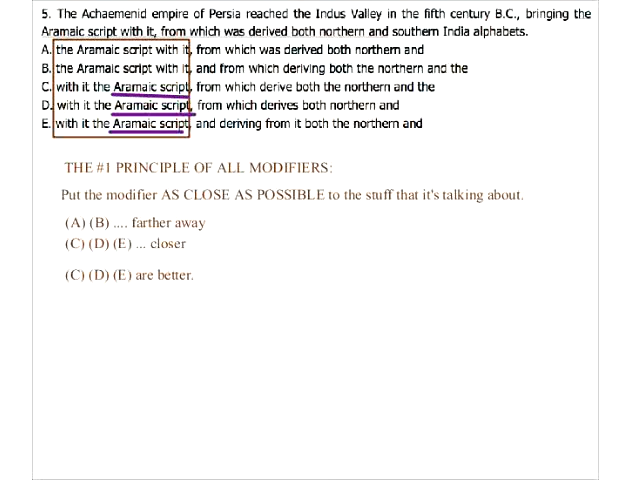 5. The Achaemenid empire of Persia reached the Indus Valley in the fifth century B.C., bringing the
Aramaic script with it, from which was derived both northern and southern India alphabets.
A. the Aramaic script with it, from which was derived both northern and
B. the Aramaic script with it, and from which deriving both the northern and the
C. with it the Aramaic script, from which derive both the northern and the
D. with it the Aramaic script, from which derives both northern and
E. with it the Aramaic script, and deriving from it both the northern and
THE #1 PRINCIPLE OF ALL MODIFIERS:
Put the modifier AS CLOSE AS POSSIBLE to the stuff that it's talking about.
(A) (B) .... farther away
(C) (D) (E) ... closer
(C) (D) (E) are better.